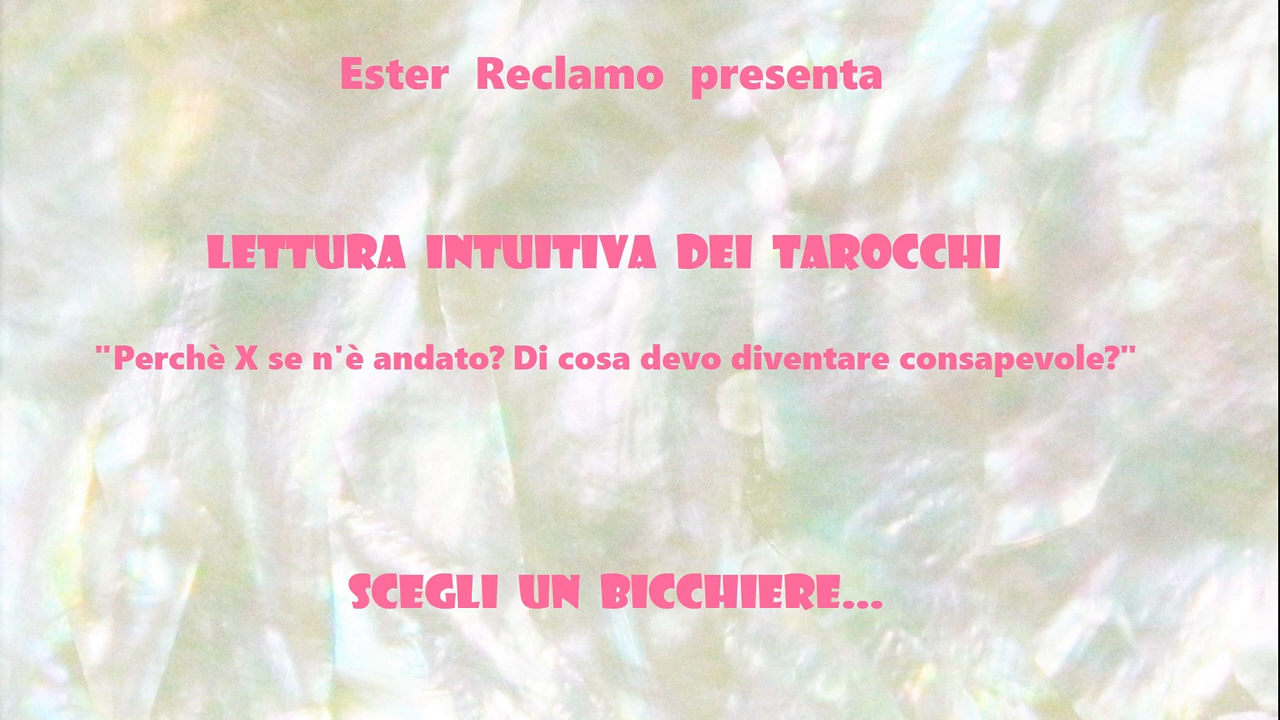 Ester Reclamo presenta
LETTURA INTUITIVA DEI TAROCCHI
"Perchè X se n'è andato? Di cosa devo diventare consapevole?"
SCEGLI UN BICCHIERE...